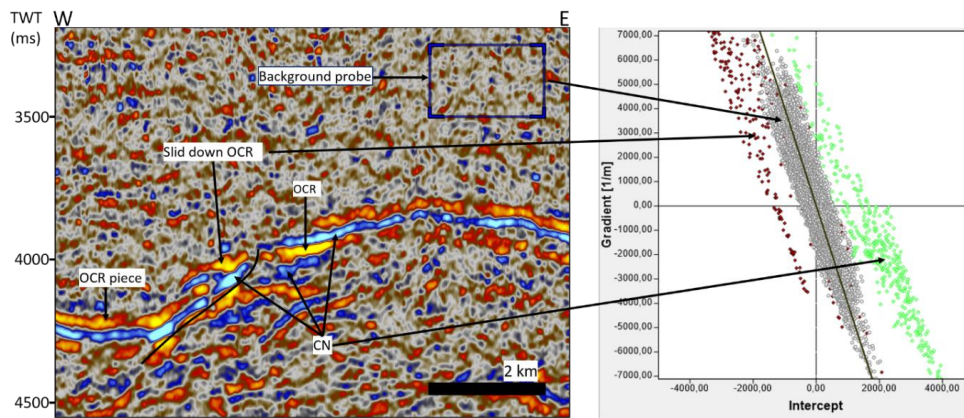 TWT
(ms)
W
E
Background probe
3500
Slid down OCR
OCR
4000
OCR piece
CN
2 km
4500
7000,00
6000,00
5000,00
4000,00
3000,00
2000,00
1000,00
0,00
-1000,00
-2000,00
-3000,00
-4000,00
-5000,00
-6000,00
-7000,00
Gradient [1/m]
-4000,00
-2000,00
0,00
2000,00
4000,00
Intercept